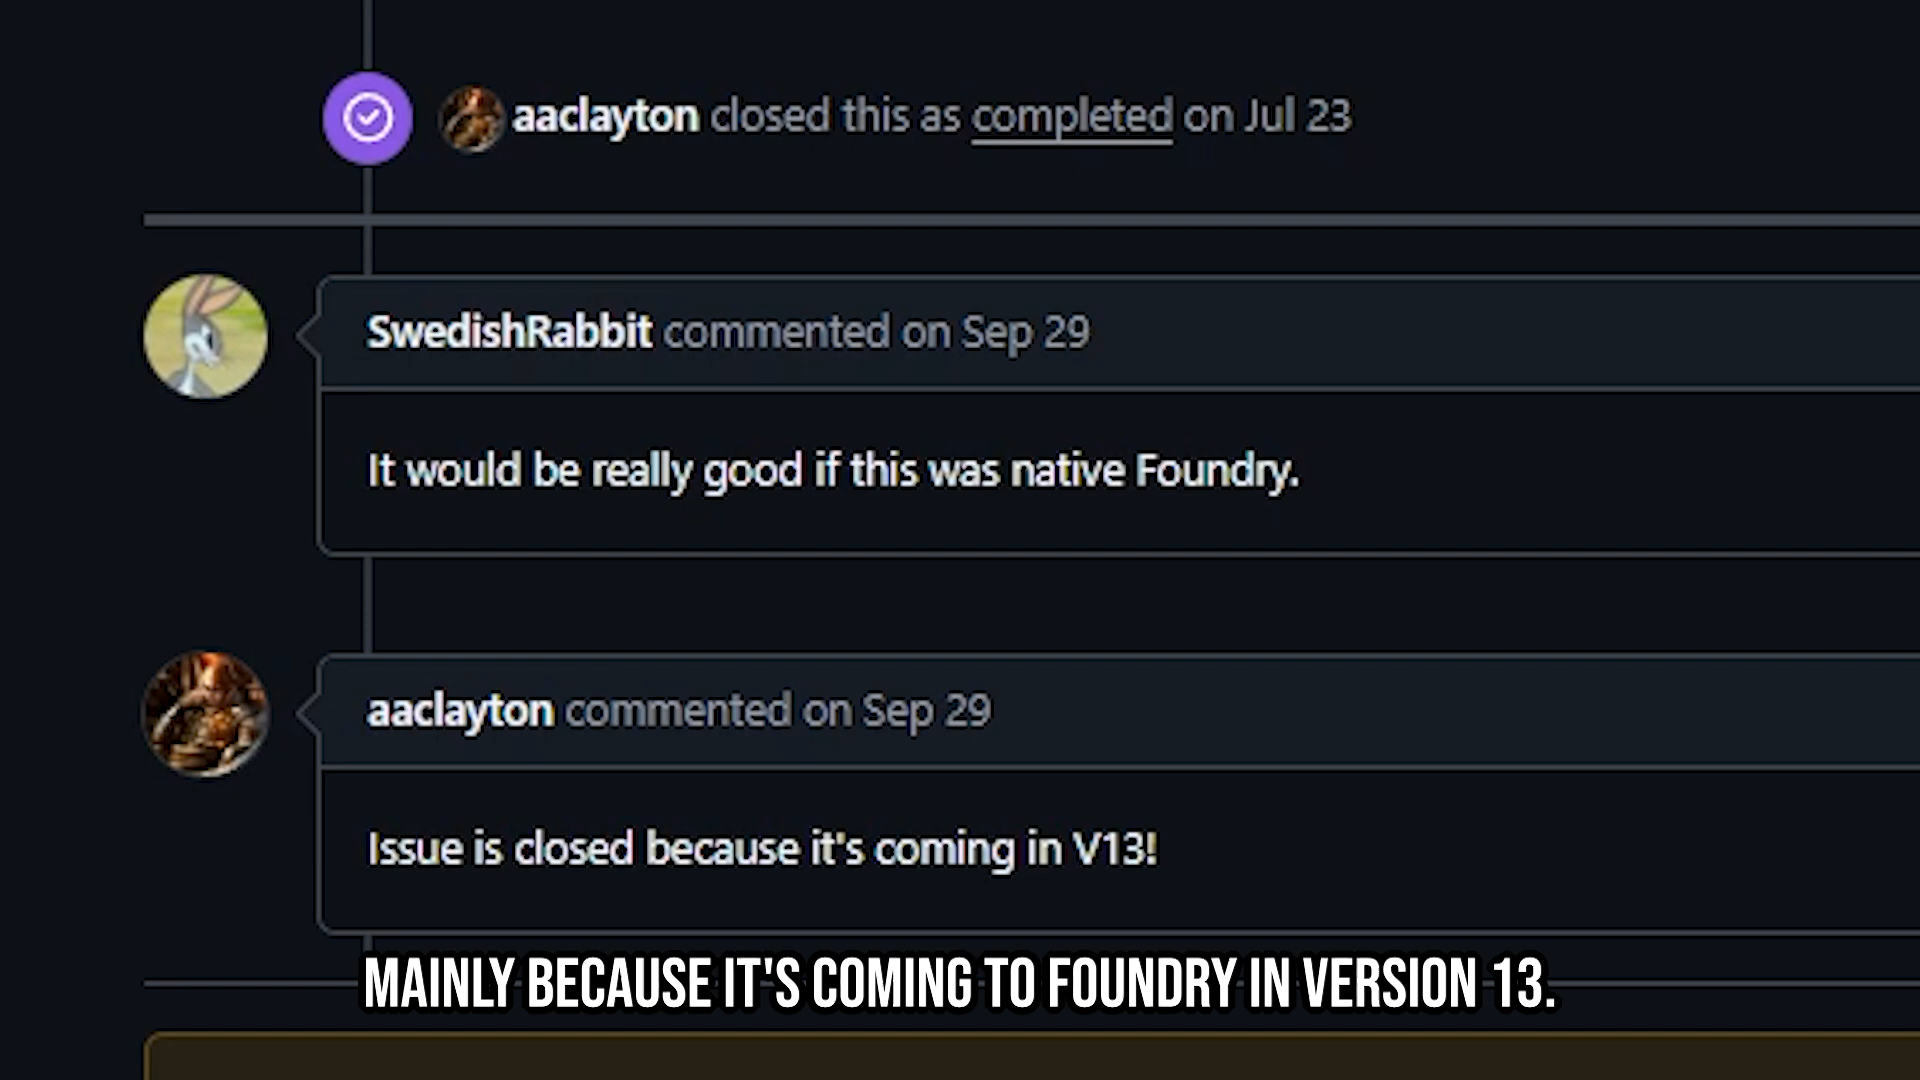 aaclayton closed this as completed on Jul 23
SwedishRabbit commented on Sep 29
It would be really good if this was native Foundry.
aaclayton commented on Sep 29
Issue is closed because it's coming in V13!
MAINLY BECAUSE IT'S COMING TO FOUNDRY IN VERSION 13.